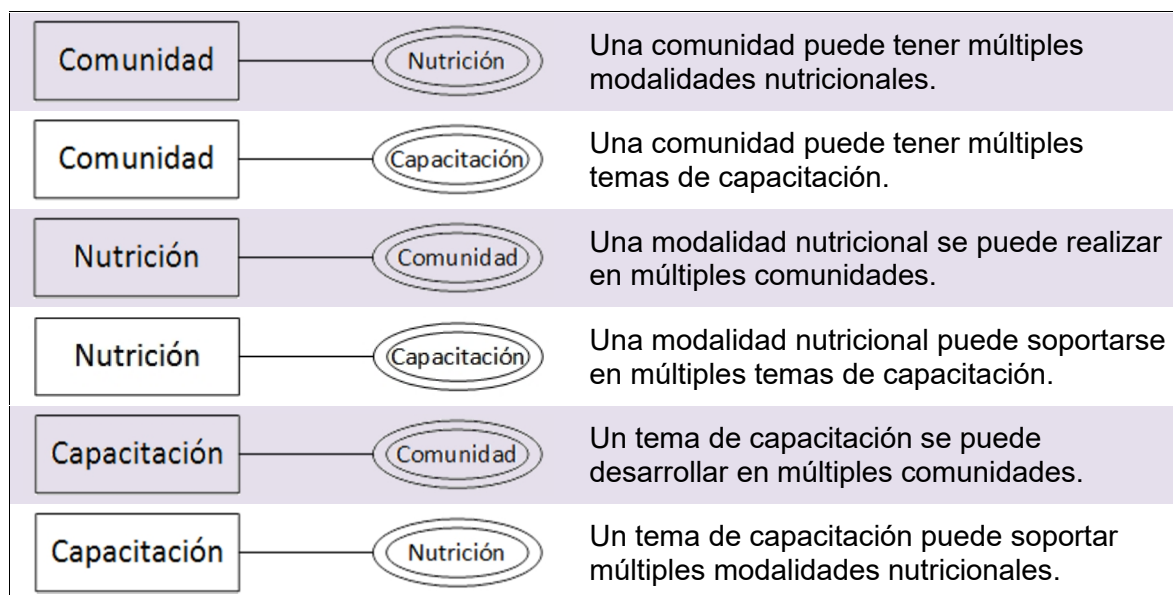 Comunidad
Nutrición
Una comunidad puede tener múltiples
modalidades nutricionales.
Comunidad
Capacitación
Una comunidad puede tener múltiples
temas de capacitación.
Nutrición
Comunidad
Una modalidad nutricional se puede realizar
en múltiples comunidades.
Nutrición
Capacitación
Una modalidad nutricional puede soportarse
en múltiples temas de capacitación.
Capacitación
Comunidad
Un tema de capacitación se puede
desarrollar en múltiples comunidades.
Capacitación
Nutrición
Un tema de capacitación puede soportar
múltiples modalidades nutricionales.